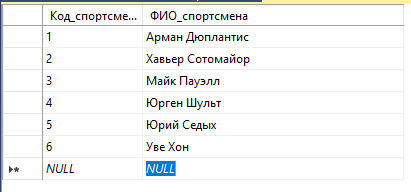 Код_спортсме... ФИО_спортсмена
1 Арман Дюплантис
2 Хавьер Сотомайор
3 Майк Пауэлл
4 Юрген Шульт
5 Юрий Седых
6 Уве Хон
NULL NULL